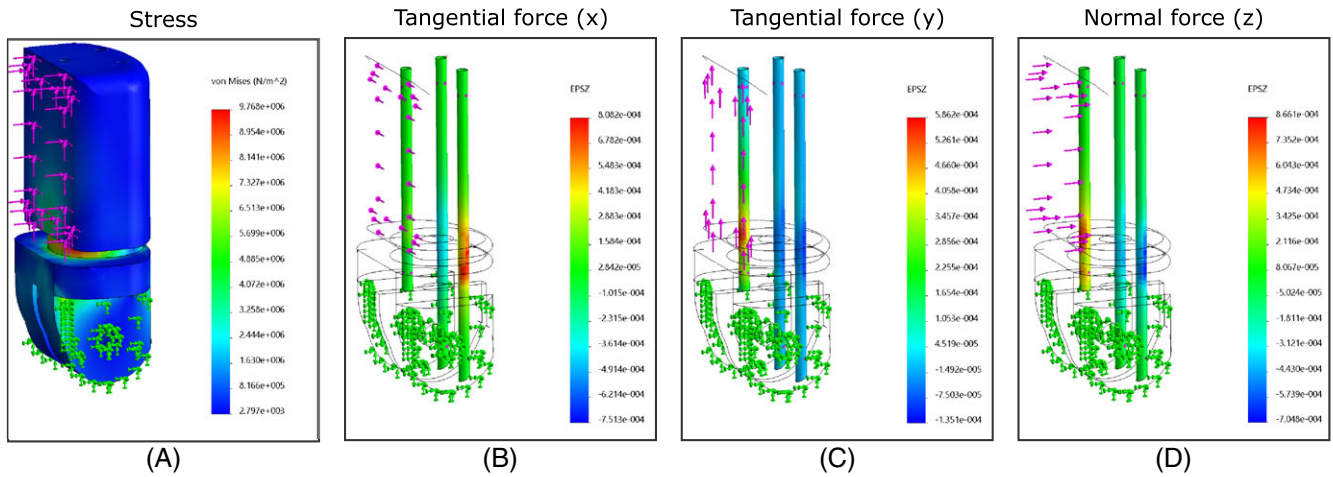 Stress
Tangential force (x)
Tangential force (y)
Normal force (z)
von Mises (N/m^2)
9.768e+006
8.954e+006
8.141e+006
7.327e+006
6.513e+006
5.699e+006
4.885e+006
4.072e+006
3.258e+006
2.444e+006
1.630e+006
8.166e+005
2.797e+003
EPSZ
8.082e-004
6.782e-004
5.483e-004
4.183e-004
2.883e-004
1.584e-004
2.842e-005
-1.015e-004
-2.315e-004
-3.614e-004
-4.914e-004
-6.214e-004
-7.513e-004
EPSZ
5.862e-004
5.261e-004
4.660e-004
4.058e-004
3.457e-004
2.856e-004
2.255e-004
1.654e-004
1.053e-004
4.519e-005
-1.492e-005
-7.503e-005
-1.351e-004
EPSZ
8.661e-004
7.352e-004
6.043e-004
4.734e-004
3.425e-004
2.116e-004
8.067e-005
-5.024e-005
-1.811e-004
-3.121e-004
-4.430e-004
-5.739e-004
-7.048e-004
(A)
(B)
(C)
(D)